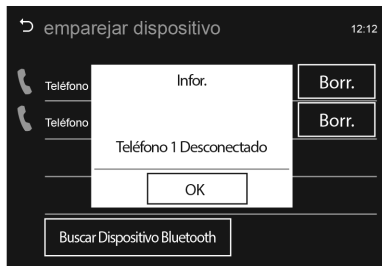 emparejar dispositivo 12:12
Infor.
Teléfono Borr.
Teléfono Borr.
Teléfono 1 Desconectado
OK
Buscar Dispositivo Bluetooth